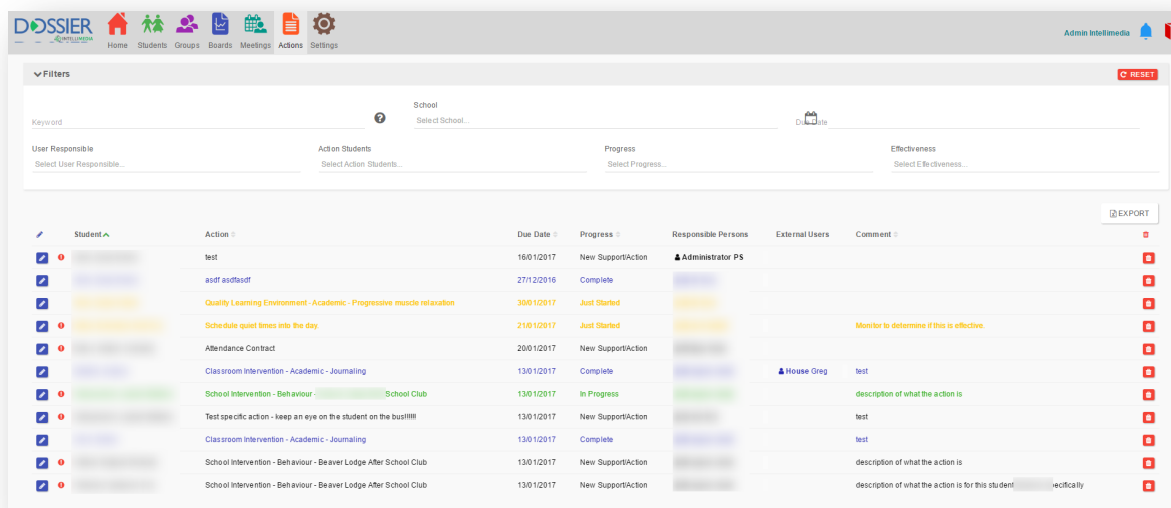 DOSSIER
INTELLIMEDIA
Home Students Groups Boards Meetings Actions Settings
Admin Intellimedia
Filters
RESET
Keyword
School
Select School...
Due Date
User Responsible Action Students Progress Effectiveness
Select User Responsible... Select Action Students... Select Progress... Select Effectiveness...
EXPORT
Student Action Due Date Progress Responsible Persons External Users Comment
test 16/01/2017 New Support/Action Administrator PS
asdf asdfasdf 27/12/2016 Complete
Quality Learning Environment - Academic - Progressive muscle relaxation 30/01/2017 Just Started
Schedule quiet times into the day 21/01/2017 Just Started Monitor to determine if this is effective
Attendance Contract 20/01/2017 New Support/Action
Classroom Intervention - Academic - Journaling 13/01/2017 Complete House Greg test
School Intervention - Behaviour - School Club 13/01/2017 In Progress description of what the action is
Test specific action - keep an eye on the student on the bus!!!!!! 13/01/2017 New Support/Action test
Classroom Intervention - Academic - Journaling 13/01/2017 Complete test
School Intervention - Behaviour - Beaver Lodge After School Club 13/01/2017 New Support/Action description of what the action is
School Intervention - Behaviour - Beaver Lodge After School Club 13/01/2017 New Support/Action description of what the action is for this student ecifically